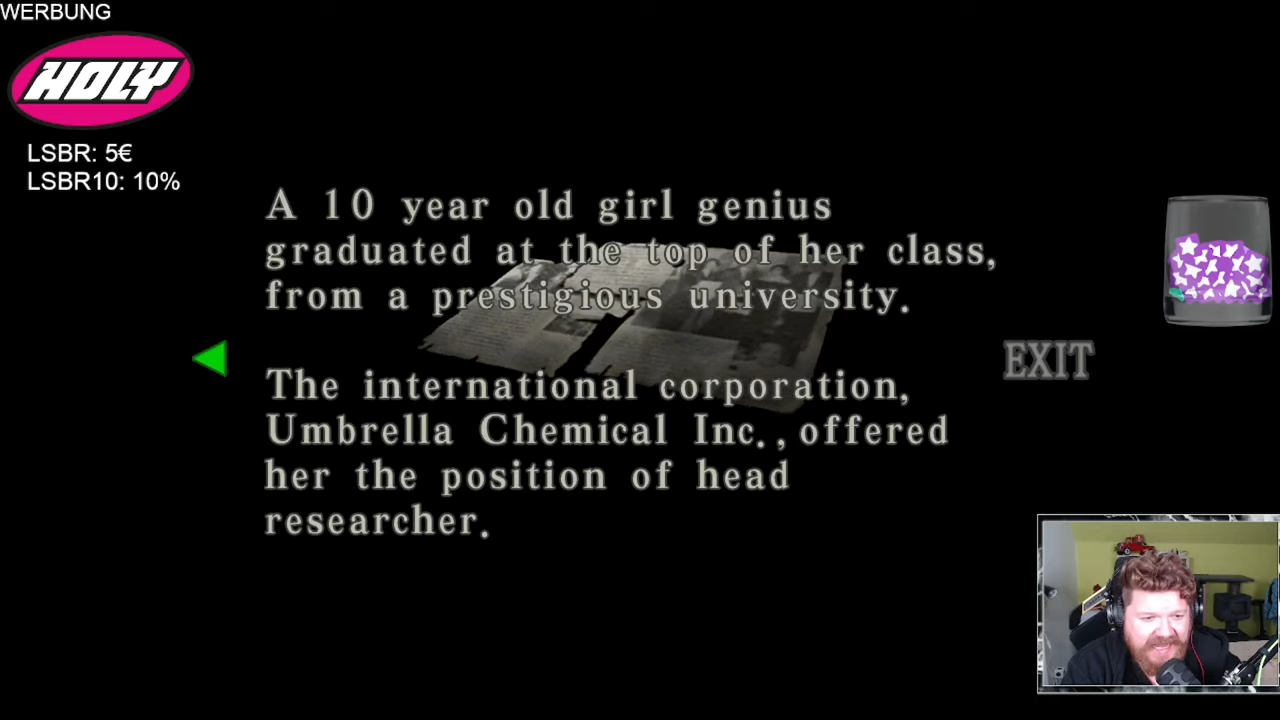 WERBUNG
HOLY
LSBR: 5€
LSBR10: 10%
A 10 year old girl genius
graduated at the top of her class,
from a prestigious university.
The international corporation,
Umbrella Chemical Inc., offered
her the position of head
researcher.
EXIT